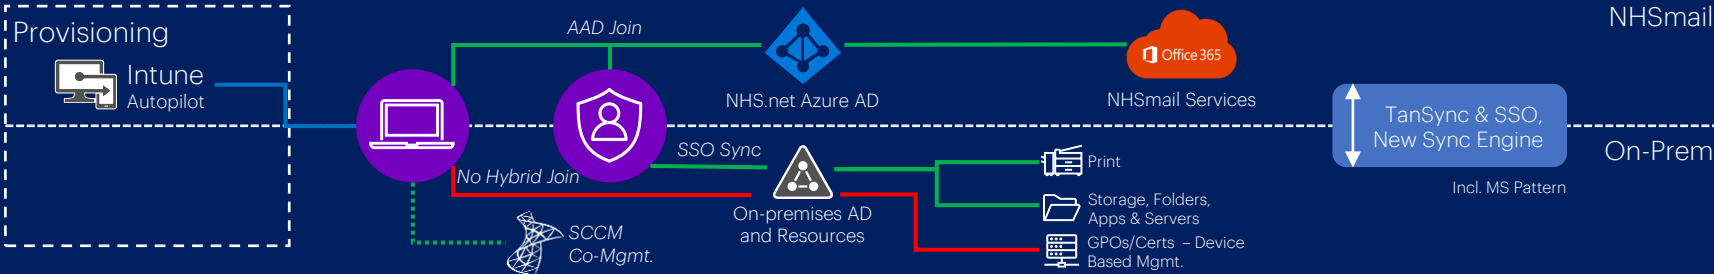 Provisioning
Intune
Autopilot
AAD Join
NHS.net Azure AD
Office 365
NHSmail Services
NHSmail
TanSync & SSO,
New Sync Engine
On-Prem
Incl. MS Pattern
SSO Sync
No Hybrid Join
On-premises AD
and Resources
Print
Storage, Folders,
Apps & Servers
GPOs/Certs – Device
Based Mgmt.
SCCM
Co-Mgmt.